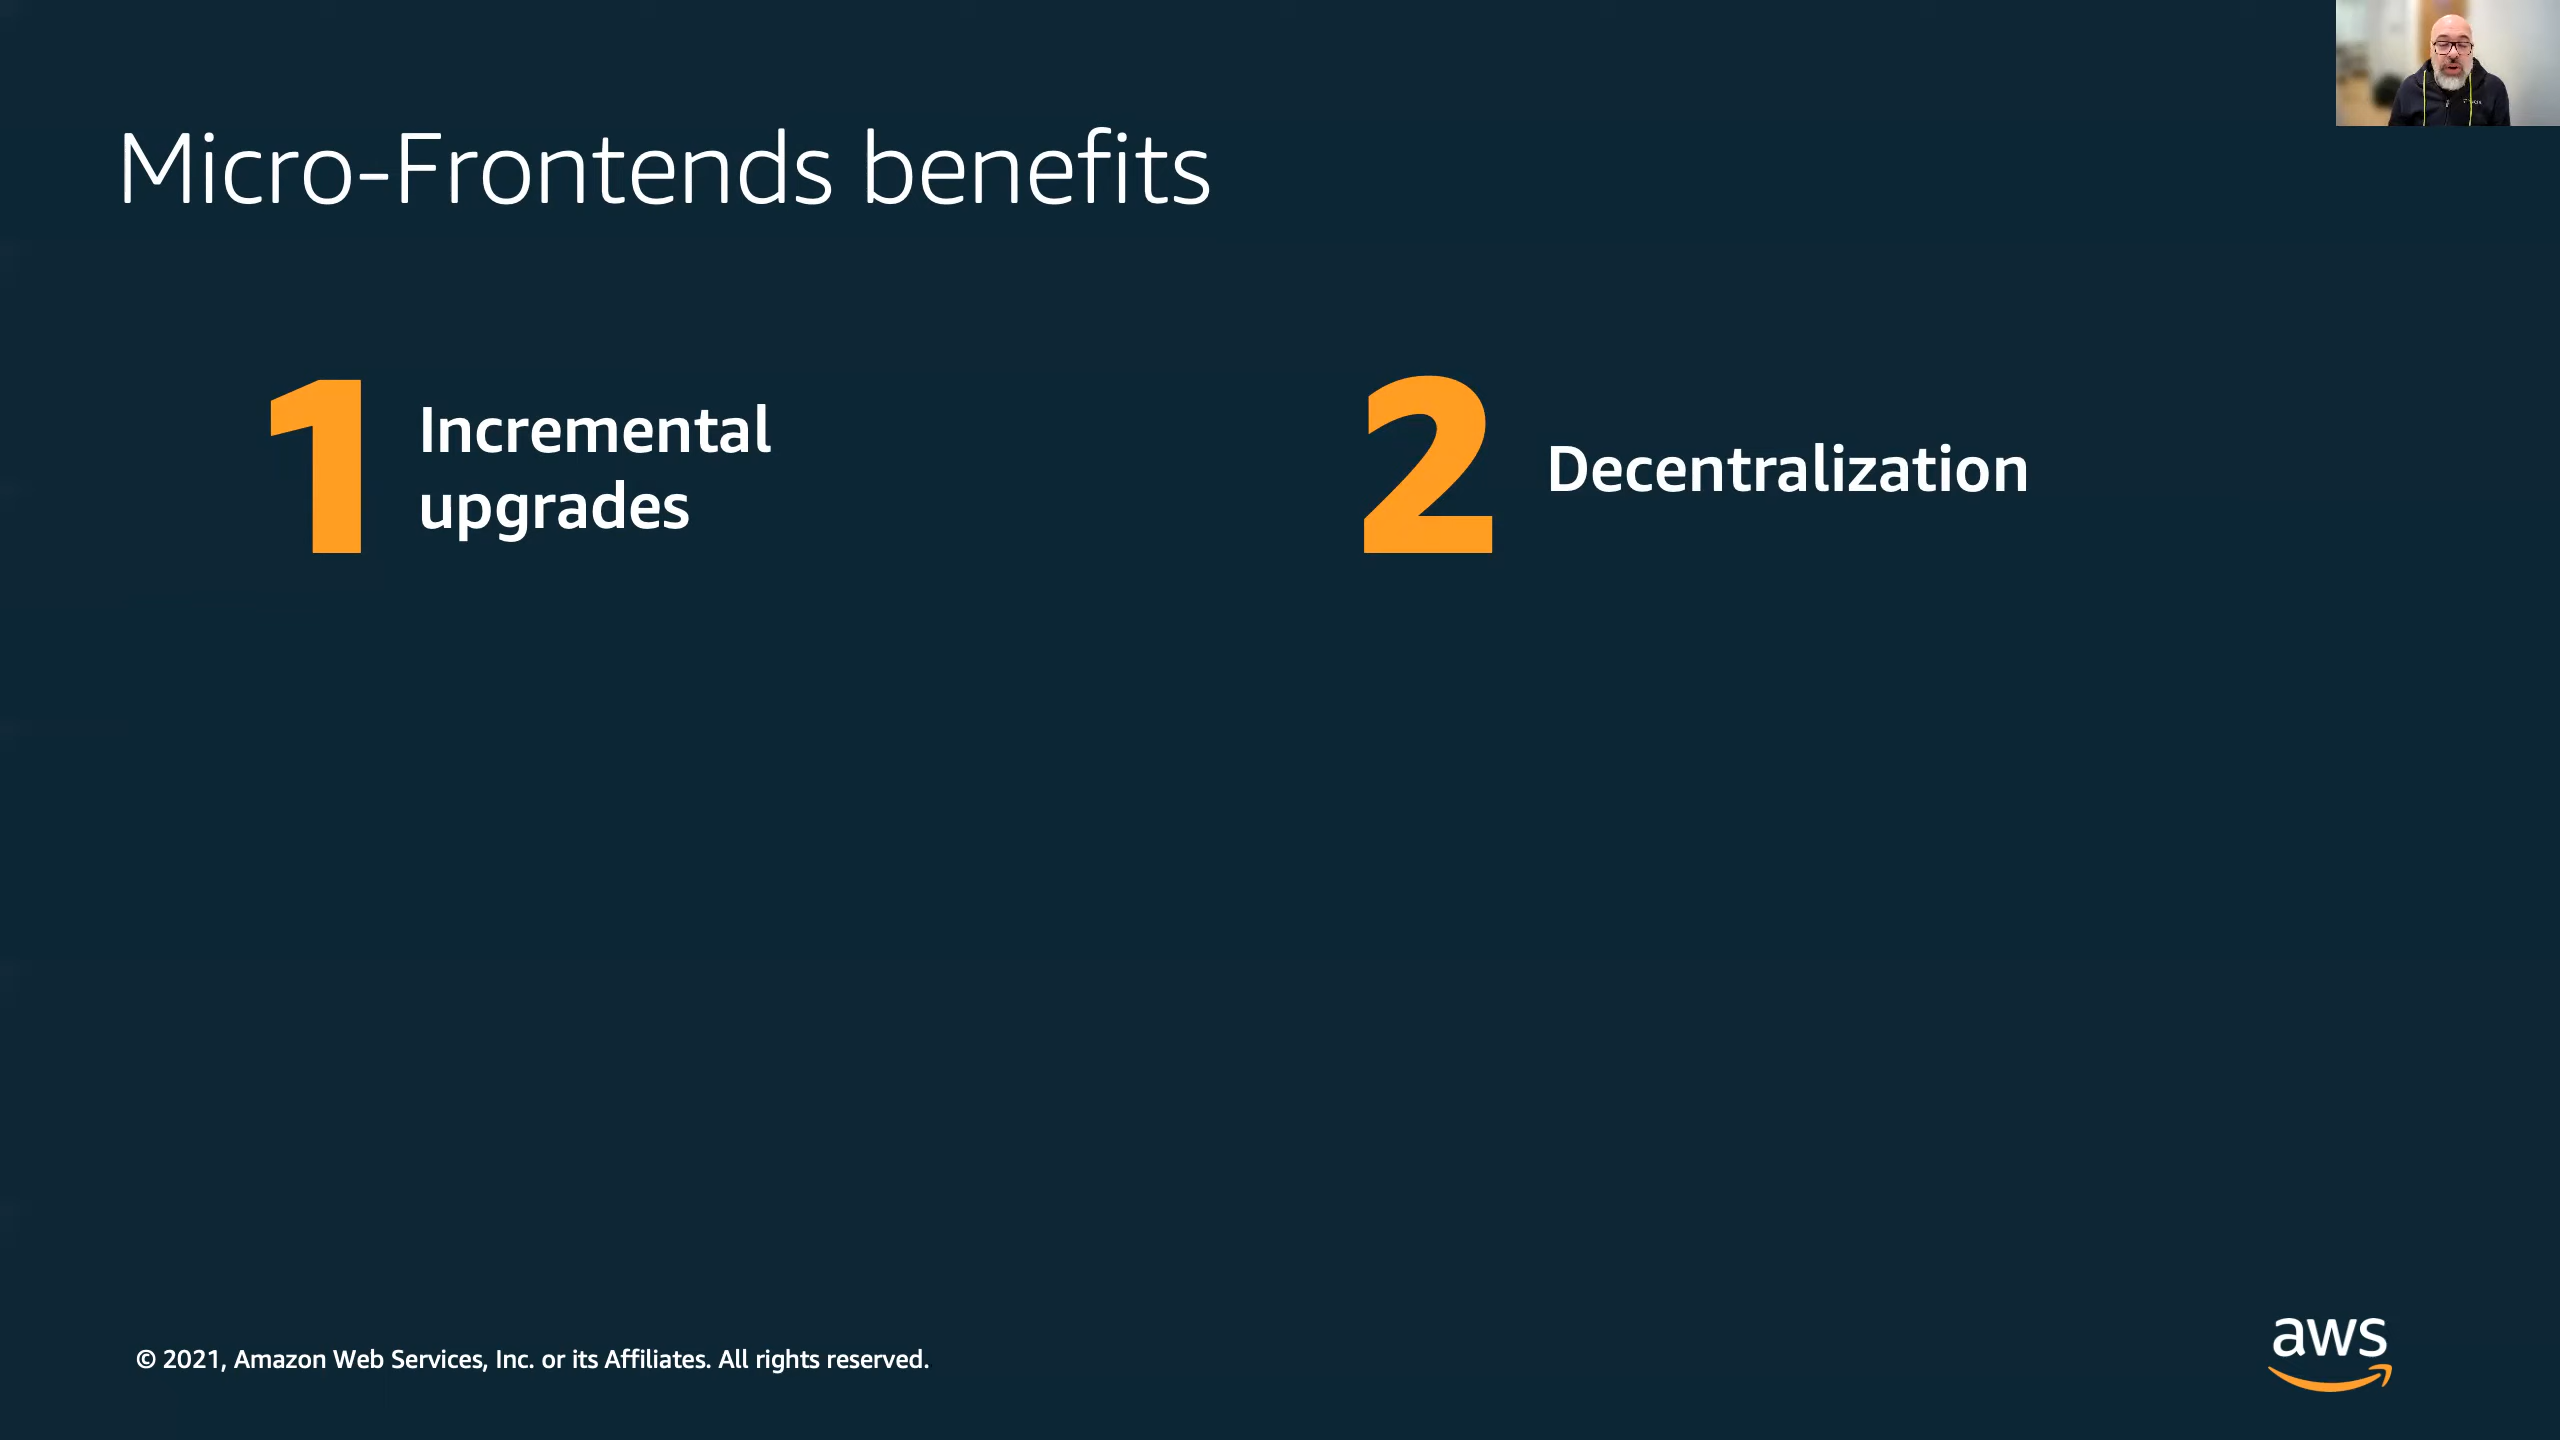 Micro-Frontends benefits
1
Incremental
upgrades
2
Decentralization
© 2021, Amazon Web Services, Inc. or its Affiliates. All rights reserved.
aws